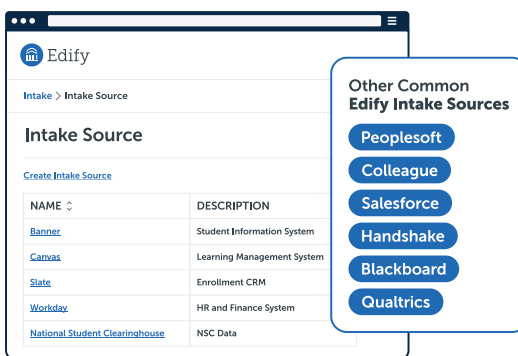 Edify
Intake > Intake Source
Intake Source
Create Intake Source
NAME DESCRIPTION
Banner Student Information System
Canvas Learning Management System
Slate Enrollment CRM
Workday HR and Finance System
National Student Clearinghouse NSC Data
Other Common
Edify Intake Sources
Peoplesoft
Colleague
Salesforce
Handshake
Blackboard
Qualtrics